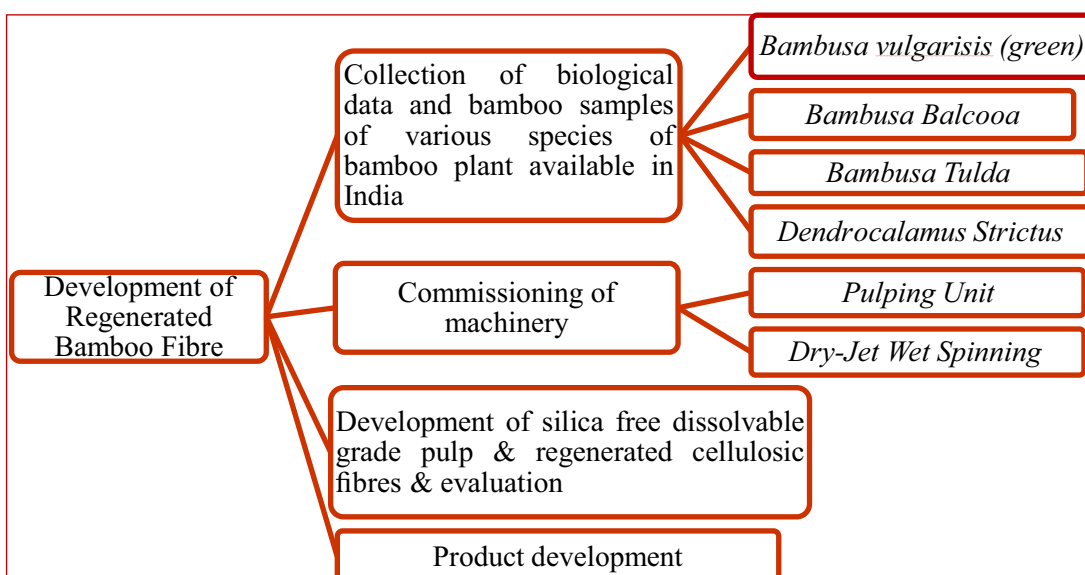 Development of
Regenerated
Bamboo Fibre
Collection of biological
data and bamboo samples
of various species of
bamboo plant available in
India
Bambusa vulgarisis (green)
Bambusa Balcooa
Bambusa Tulda
Dendrocalamus Strictus
Commissioning of
machinery
Pulping Unit
Dry-Jet Wet Spinning
Development of silica free dissolvable
grade pulp & regenerated cellulosic
fibres & evaluation
Product development